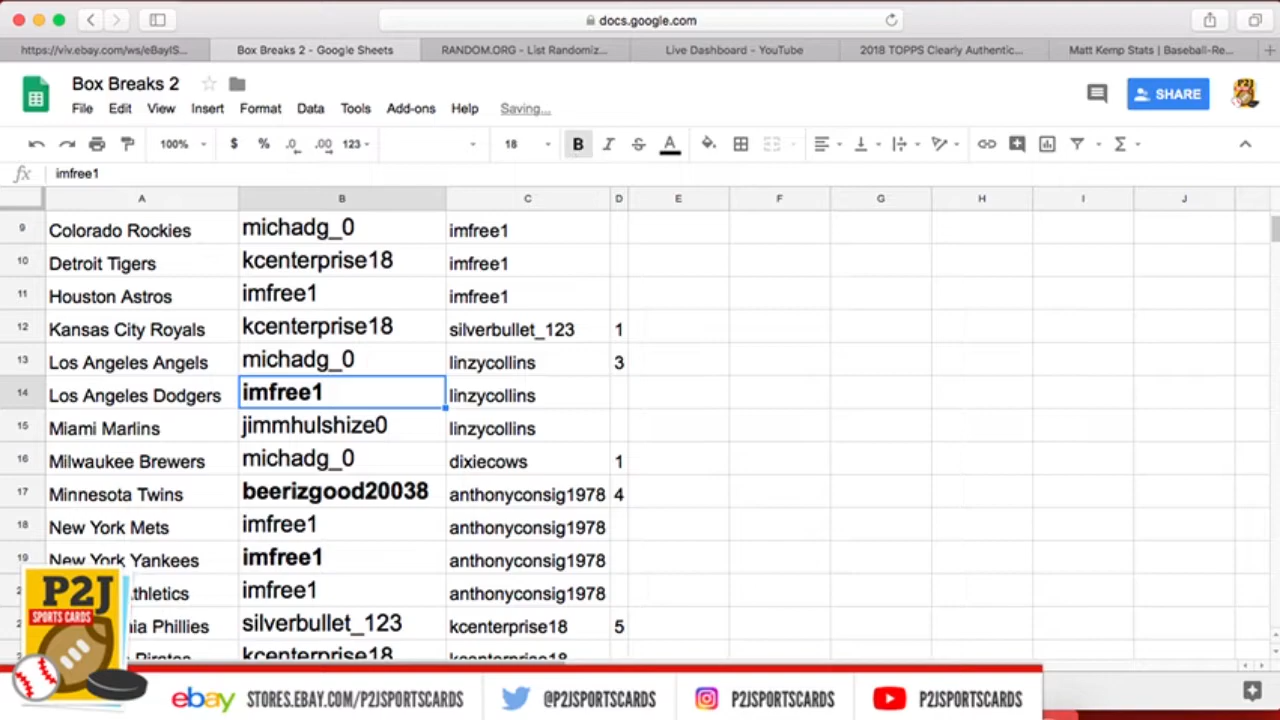 docs.google.com
https://viv.ebay.com/ws/eBayIS...
Box Breaks 2 - Google Sheets
RANDOM.ORG - List Randomiz...
Live Dashboard - YouTube
2018 TOPPS Clearly Authentic...
Matt Kemp Stats | Baseball-Re...
Box Breaks 2
File Edit View Insert Format Data Tools Add-ons Help Saving...
SHARE
100% $ % .0 .00 123 18 B I S A
fx imfree1
A B C D E F G H I J
9 Colorado Rockies michadg_0 imfree1
10 Detroit Tigers kcenterprise18 imfree1
11 Houston Astros imfree1 imfree1
12 Kansas City Royals kcenterprise18 silverbullet_123 1
13 Los Angeles Angels michadg_0 linzycollins 3
14 Los Angeles Dodgers imfree1 linzycollins
15 Miami Marlins jimmhulshize0 linzycollins
16 Milwaukee Brewers michadg_0 dixiecows 1
17 Minnesota Twins beerizgood20038 anthonyconsig1978 4
18 New York Mets imfree1 anthonyconsig1978
19 New York Yankees imfree1 anthonyconsig1978
thletics imfree1 anthonyconsig1978
nia Phillies silverbullet_123 kcenterprise18 5
Pirates kcenterprise18 kcenterprise18
P2J
SPORTS CARDS
ebay STORES.EBAY.COM/P2JSPORTSCARDS
@P2JSPORTSCARDS
P2JSPORTSCARDS
P2JSPORTSCARDS